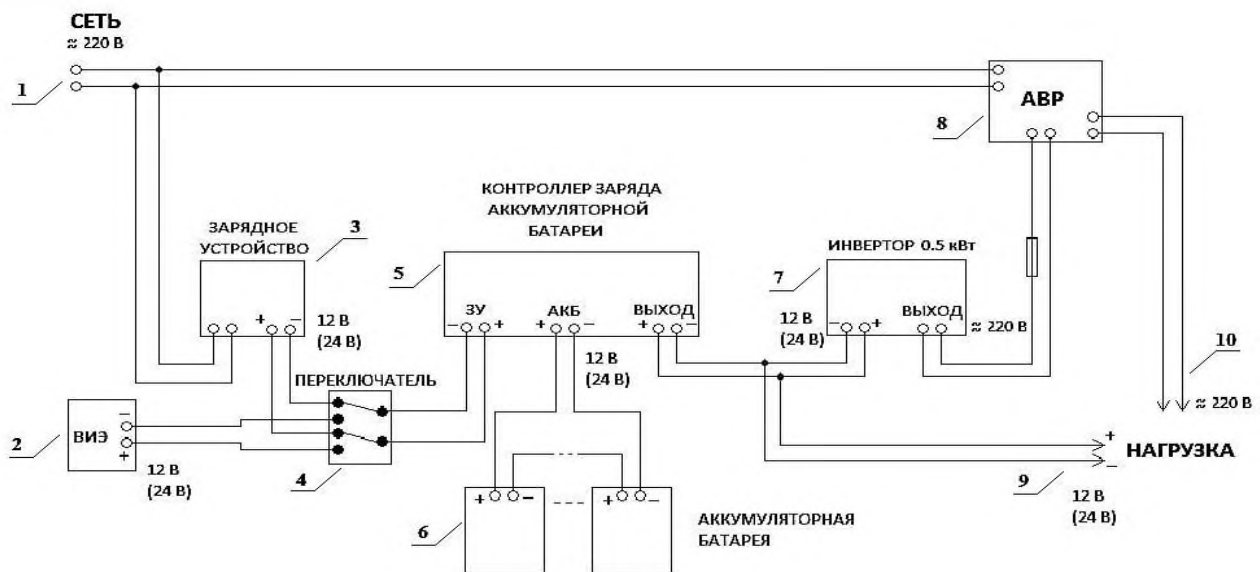 СЕТЬ
≈ 220 В
1
АВР
8
КОНТРОЛЛЕР ЗАРЯДА
АККУМУЛЯТОРНОЙ
БАТАРЕИ
ЗАРЯДНОЕ
УСТРОЙСТВО
3
5
ИНВЕРТОР 0.5 кВт
7
+ −
12 В
(24 В)
ЗУ
− +
АКБ
+ −
ВЫХОД
+ −
12 В
(24 В)
12 В
(24 В)
− +
ВЫХОД
≈ 220 В
10
ПЕРЕКЛЮЧАТЕЛЬ
≈ 220 В
2
ВИЭ
−
+
12 В
(24 В)
4
+
−
НАГРУЗКА
9
12 В
(24 В)
6
+ −
+ −
АККУМУЛЯТОРНАЯ
БАТАРЕЯ